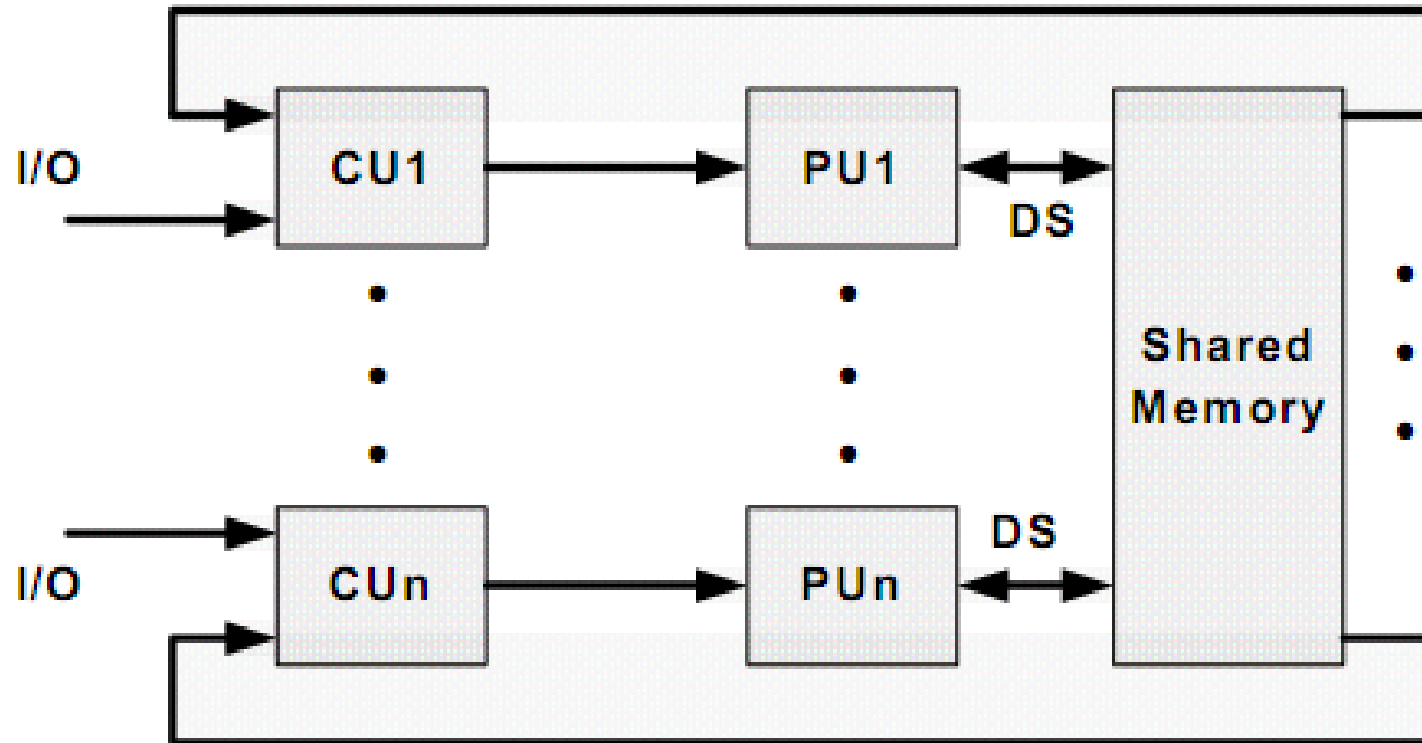 I/O
CU1
PU1
DS
Shared
Memory
DS
I/O
CUn
PUn